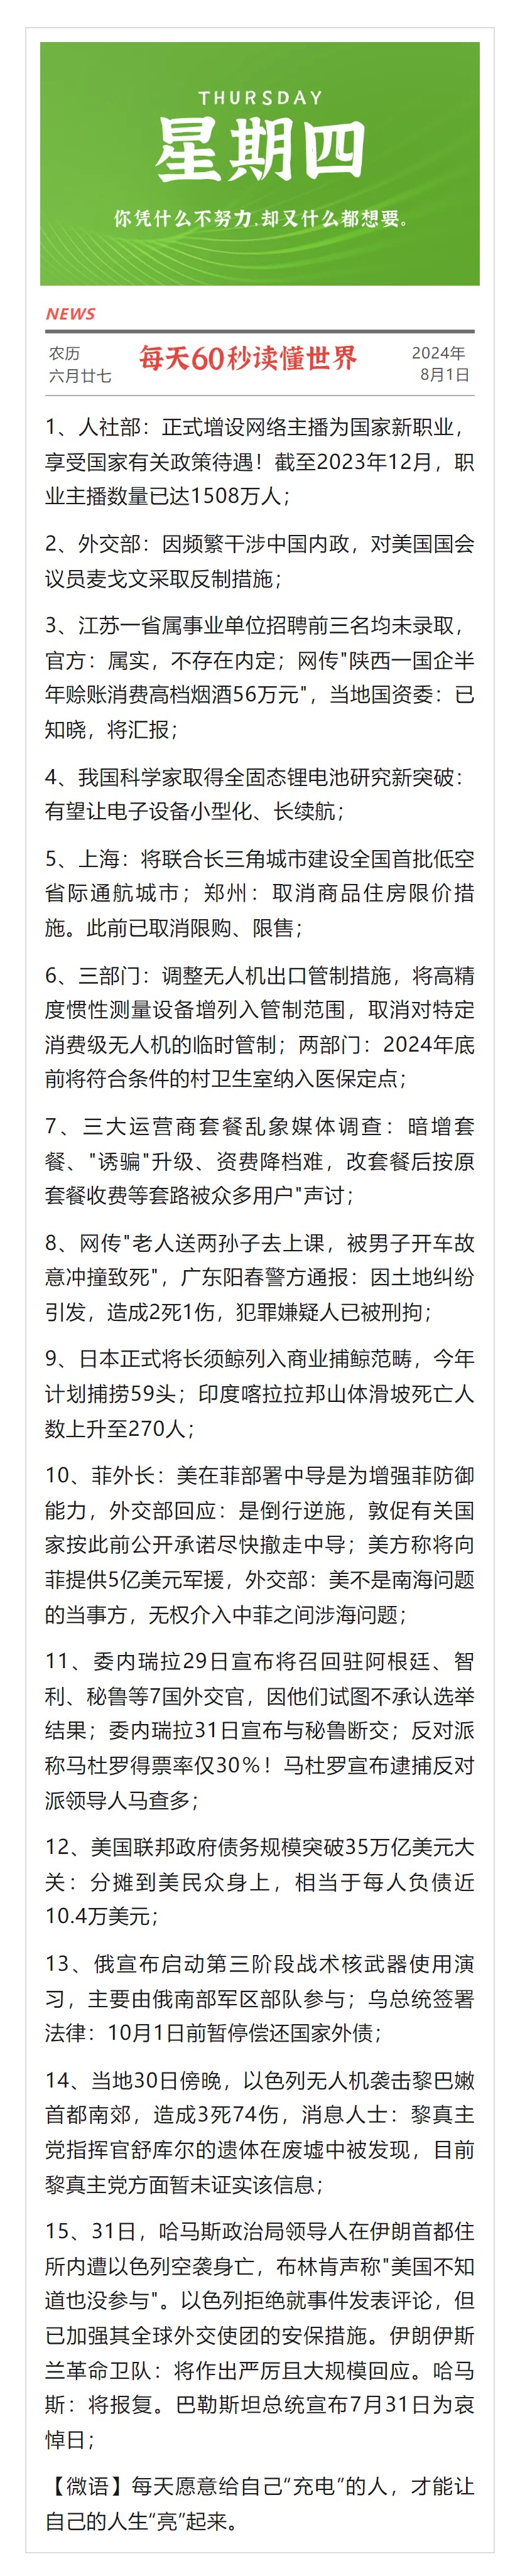 THURSDAY
星期四
你凭什么不努力,却又什么都想要。
NEWS
农历
六月廿七
每天60秒读懂世界
2024年
8月1日
1、人社部：正式增设网络主播为国家新职业，
享受国家有关政策待遇！截至2023年12月，职
业主播数量已达1508万人；
2、外交部：因频繁干涉中国内政，对美国国会
议员麦戈文采取反制措施；
3、江苏一省属事业单位招聘前三名均未录取，
官方：属实，不存在内定；网传"陕西一国企半
年赊账消费高档烟酒56万元"，当地国资委：已
知晓，将汇报；
4、我国科学家取得全固态锂电池研究新突破：
有望让电子设备小型化、长续航；
5、上海：将联合长三角城市建设全国首批低空
省际通航城市；郑州：取消商品住房限价措
施。此前已取消限购、限售；
6、三部门：调整无人机出口管制措施，将高精
度惯性测量设备增列入管制范围，取消对特定
消费级无人机的临时管制；两部门：2024年底
前将符合条件的村卫生室纳入医保定点；
7、三大运营商套餐乱象媒体调查：暗增套
餐、"诱骗"升级、资费降档难，改套餐后按原
套餐收费等套路被众多用户"声讨；
8、网传"老人送两孙子去上课，被男子开车故
意冲撞致死"，广东阳春警方通报：因土地纠纷
引发，造成2死1伤，犯罪嫌疑人已被刑拘；
9、日本正式将长须鲸列入商业捕鲸范畴，今年
计划捕捞59头；印度喀拉拉邦山体滑坡死亡人
数上升至270人；
10、菲外长：美在菲部署中导是为增强菲防御
能力，外交部回应：是倒行逆施，敦促有关国
家按此前公开承诺尽快撤走中导；美方称将向
菲提供5亿美元军援，外交部：美不是南海问题
的当事方，无权介入中菲之间涉海问题；
11、委内瑞拉29日宣布将召回驻阿根廷、智
利、秘鲁等7国外交官，因他们试图不承认选举
结果；委内瑞拉31日宣布与秘鲁断交；反对派
称马杜罗得票率仅30%！马杜罗宣布逮捕反对
派领导人马查多；
12、美国联邦政府债务规模突破35万亿美元大
关：分摊到美民众身上，相当于每人负债近
10.4万美元；
13、俄宣布启动第三阶段战术核武器使用演
习，主要由俄南部军区部队参与；乌总统签署
法律：10月1日前暂停偿还国家外债；
14、当地30日傍晚，以色列无人机袭击黎巴嫩
首都南郊，造成3死74伤，消息人士：黎真主
党指挥官舒库尔的遗体在废墟中被发现，目前
黎真主党方面暂未证实该信息；
15、31日，哈马斯政治局领导人在伊朗首都住
所内遭以色列空袭身亡，布林肯声称"美国不知
道也没参与"。以色列拒绝就事件发表评论，但
已加强其全球外交使团的安保措施。伊朗伊斯
兰革命卫队：将作出严厉且大规模回应。哈马
斯：将报复。巴勒斯坦总统宣布7月31日为哀
悼日；
【微语】每天愿意给自己“充电”的人，才能让
自己的人生“亮”起来。